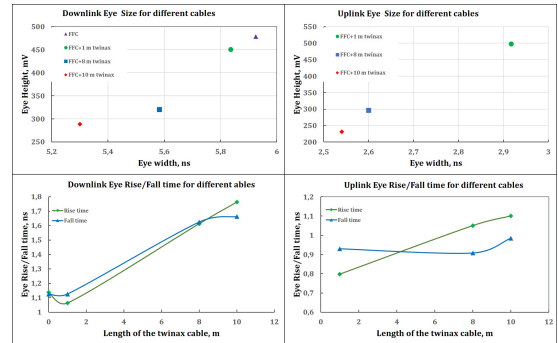 Downlink Eye Size for different cables
500
450
400
350
300
250
Eye Height, mV
FFC
FFC+1 m twinax
FFC+8 m twinax
FFC+10 m twinax
5,2
5,4
5,6
5,8
6
Eye width, ns
Uplink Eye Size for different cables
600
550
500
450
400
350
300
250
200
Eye Height, mV
FFC+1 m twinax
FFC+8 m twinax
FFC+10 m twinax
2,5
2,6
2,7
2,8
2,9
3
Eye width, ns
Downlink Eye Rise/Fall time for different ables
1,8
1,7
1,6
1,5
1,4
1,3
1,2
1,1
1
Eye Rise/Fall time, ns
Rise time
Fall time
0
2
4
6
8
10
12
Length of the twinax cable, m
Uplink Eye Rise/Fall time for different cables
1,2
1,1
1
0,9
0,8
0,7
0,6
Eye Rise/Fall time, ns
Rise time
Fall time
0
2
4
6
8
10
12
Length of the twinax cable, m